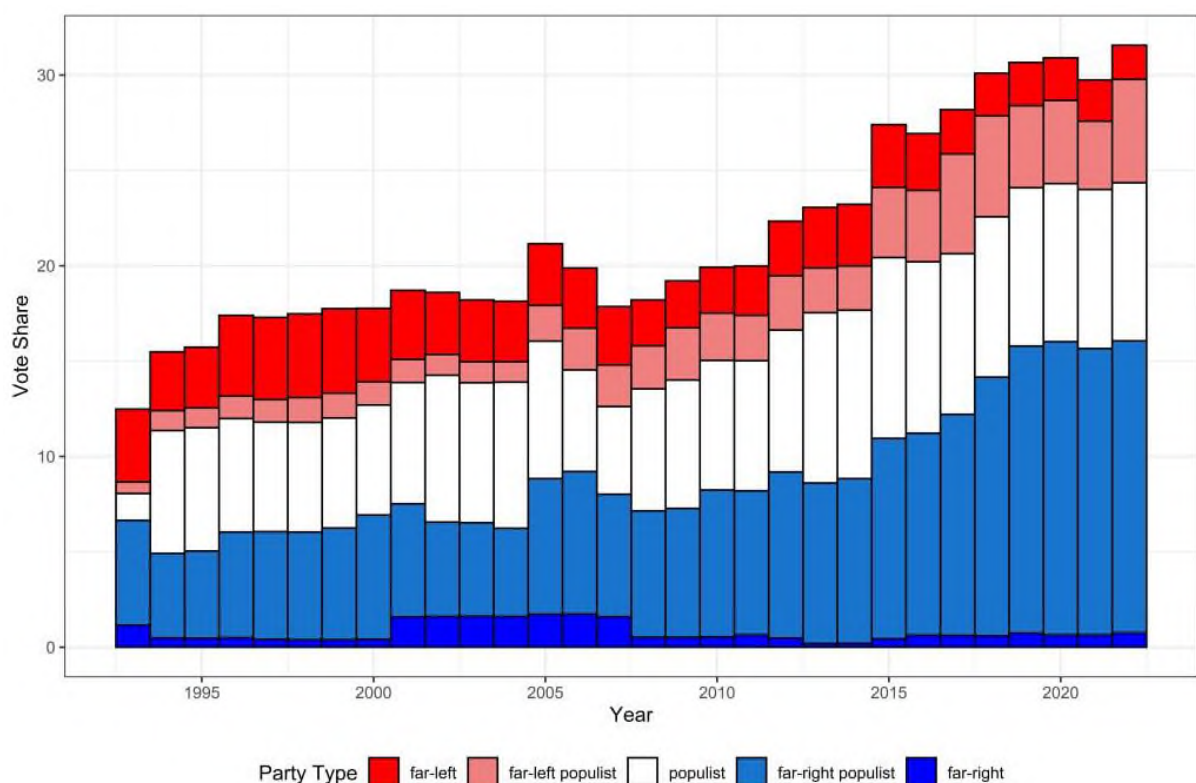 30
20
10
0
Vote Share
1995 2000 2005 2010 2015 2020
Year
Party Type far-left far-left populist populist far-right populist far-right